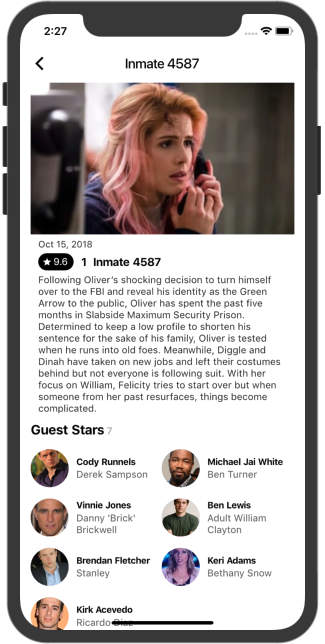 2:27
Inmate 4587
Oct 15, 2018
★ 9.6 1 Inmate 4587
Following Oliver's shocking decision to turn himself
over to the FBI and reveal his identity as the Green
Arrow to the public, Oliver has spent the past five
months in Slabside Maximum Security Prison.
Determined to keep a low profile to shorten his
sentence for the sake of his family, Oliver is tested
when he runs into old foes. Meanwhile, Diggle and
Dinah have taken on new jobs and left their costumes
behind but not everyone is following suit. With her
focus on William, Felicity tries to start over but when
someone from her past resurfaces, things become
complicated.
Guest Stars 7
Cody Runnels
Derek Sampson
Michael Jai White
Ben Turner
Vinnie Jones
Danny 'Brick'
Brickwell
Ben Lewis
Adult William
Clayton
Brendan Fletcher
Stanley
Keri Adams
Bethany Snow
Kirk Acevedo
Ricardo Diaz